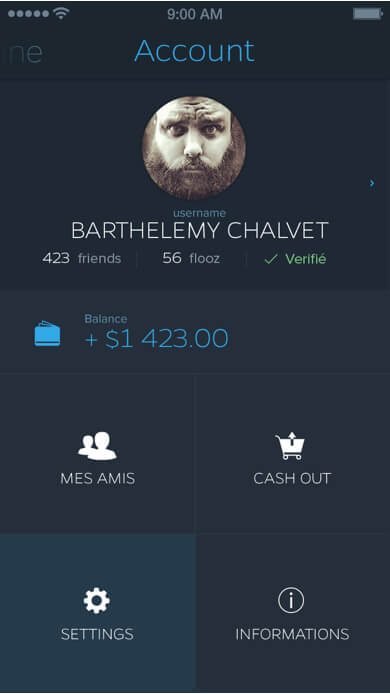 9:00 AM
ine Account
username
BARTHELEMY CHALVET
423 friends 56 flooz Verifié
Balance
+ $1 423.00
MES AMIS CASH OUT
SETTINGS INFORMATIONS